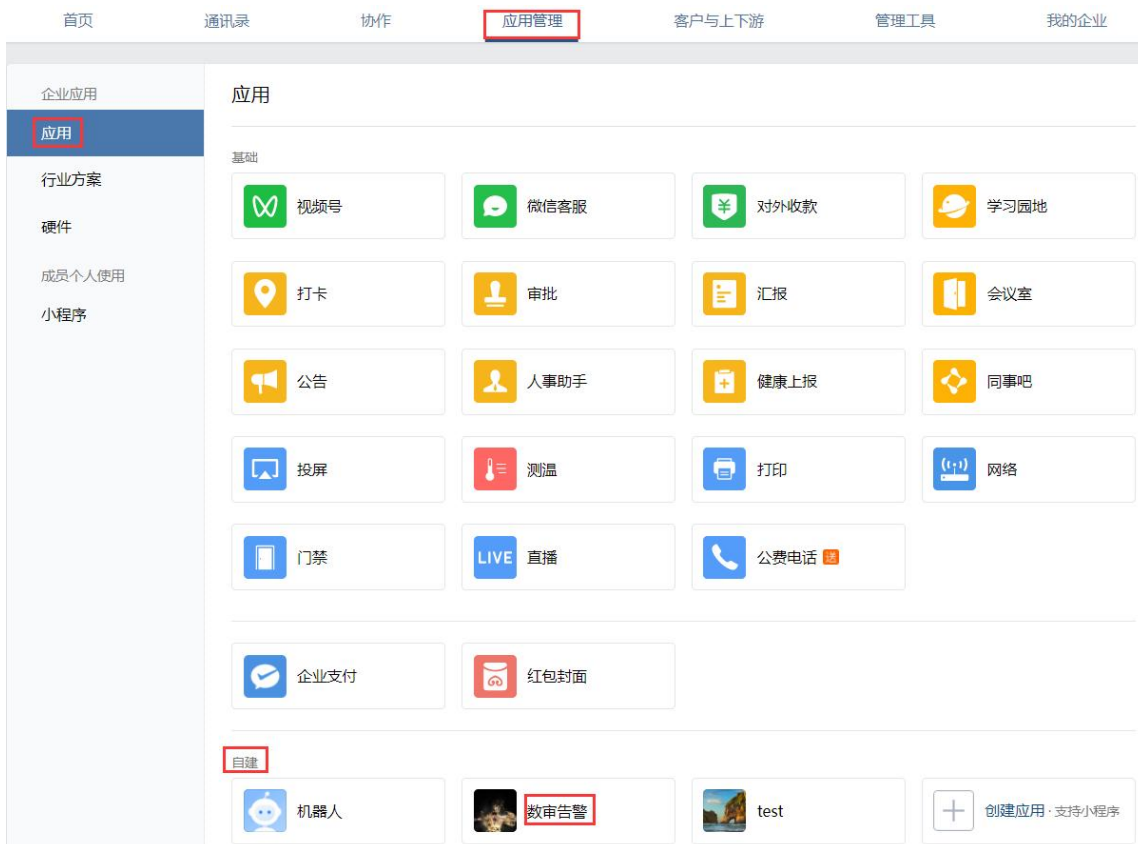 首页 通讯录 协作 应用管理 客户与上下游 管理工具 我的企业
企业应用
应用
行业方案
硬件
成员个人使用
小程序
应用
基础
视频号 微信客服 对外收款 学习园地
打卡 审批 汇报 会议室
公告 人事助手 健康上报 同事吧
投屏 测温 打印 网络
门禁 LIVE 直播 公费电话 送
企业支付 红包封面
自建
机器人 数审告警 test 创建应用·支持小程序